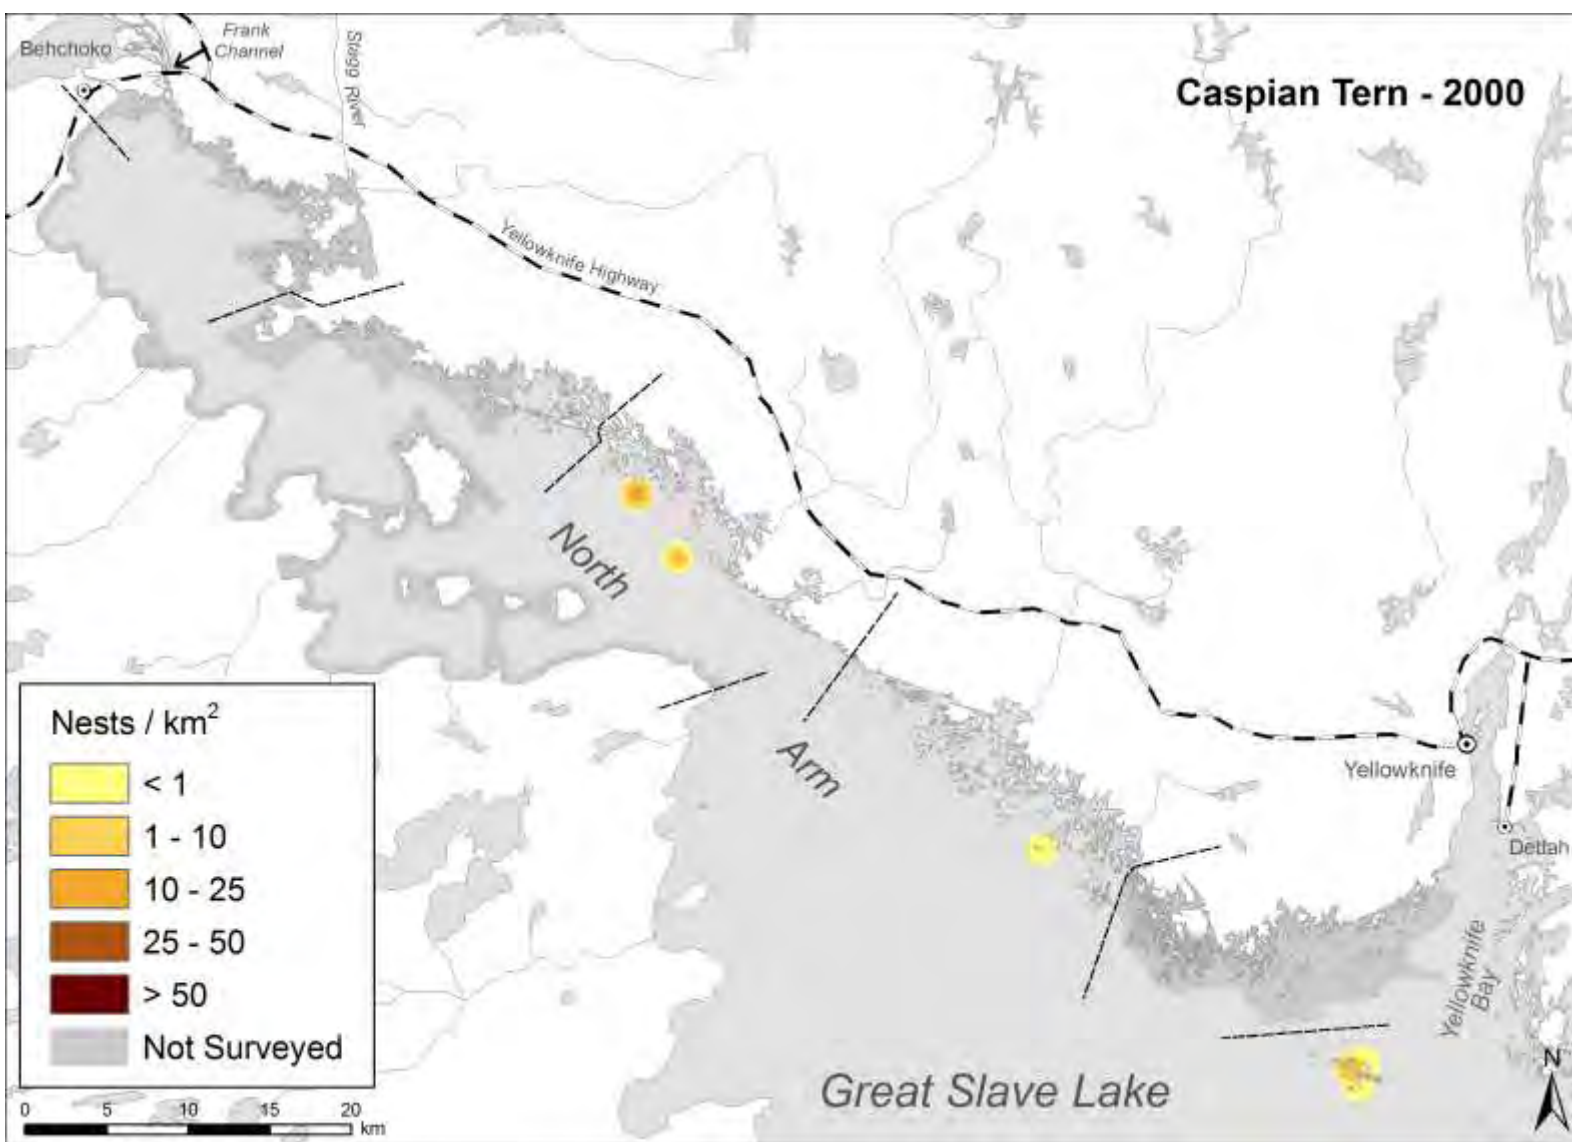 Behchoko
Frank
Channel
Stagg River
Caspian Tern - 2000
Yellowknife Highway
North
Arm
Yellowknife
Dettah
Yellowknife
Bay
Great Slave Lake
N
Nests / km²
< 1
1 - 10
10 - 25
25 - 50
> 50
Not Surveyed
0 5 10 15 20
km